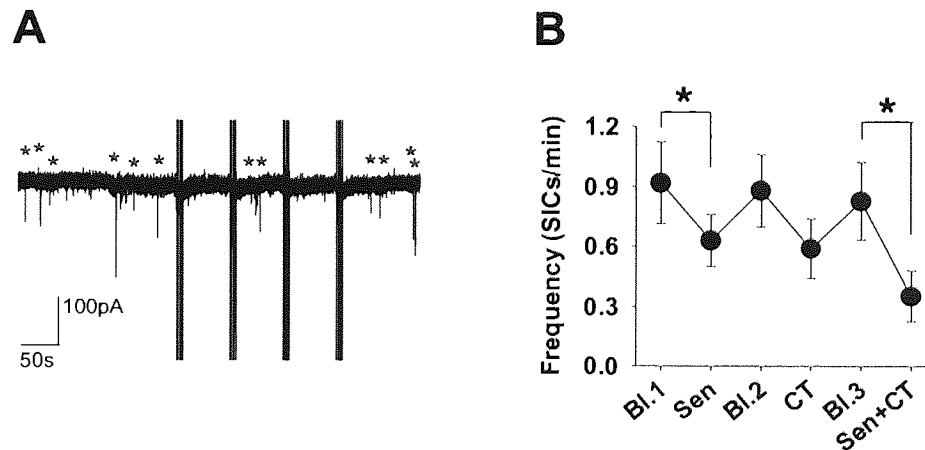 A
* * * * * * ** ** * *
100pA
50s
B
* *
Frequency (SICs/min)
1.2
0.9
0.6
0.3
0.0
Bl.1 Sen Bl.2 CT Bl.3 Sen+CT